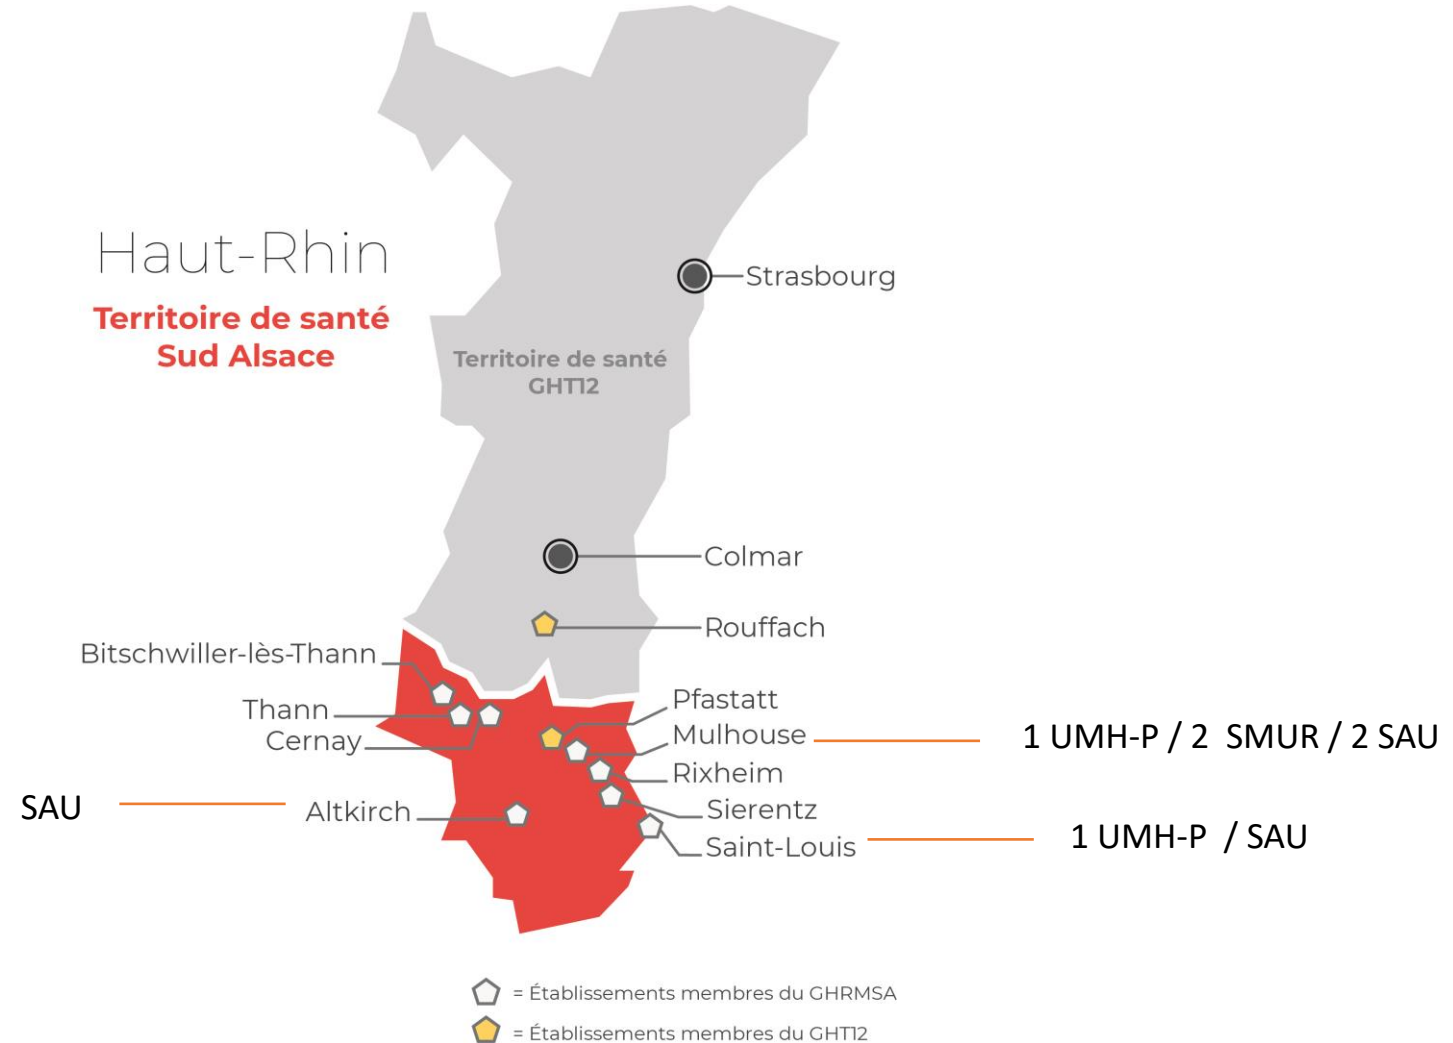 Haut-Rhin
Territoire de santé
Sud Alsace
Strasbourg
Territoire de santé
GHT12
Colmar
Rouffach
Bitschwiller-lès-Thann
Thann
Cernay
Pfastatt
Mulhouse
1 UMH-P / 2 SMUR / 2 SAU
Rixheim
Sierentz
SAU
Altkirch
Saint-Louis
1 UMH-P / SAU
= Établissements membres du GHRMSA
= Établissements membres du GHT12